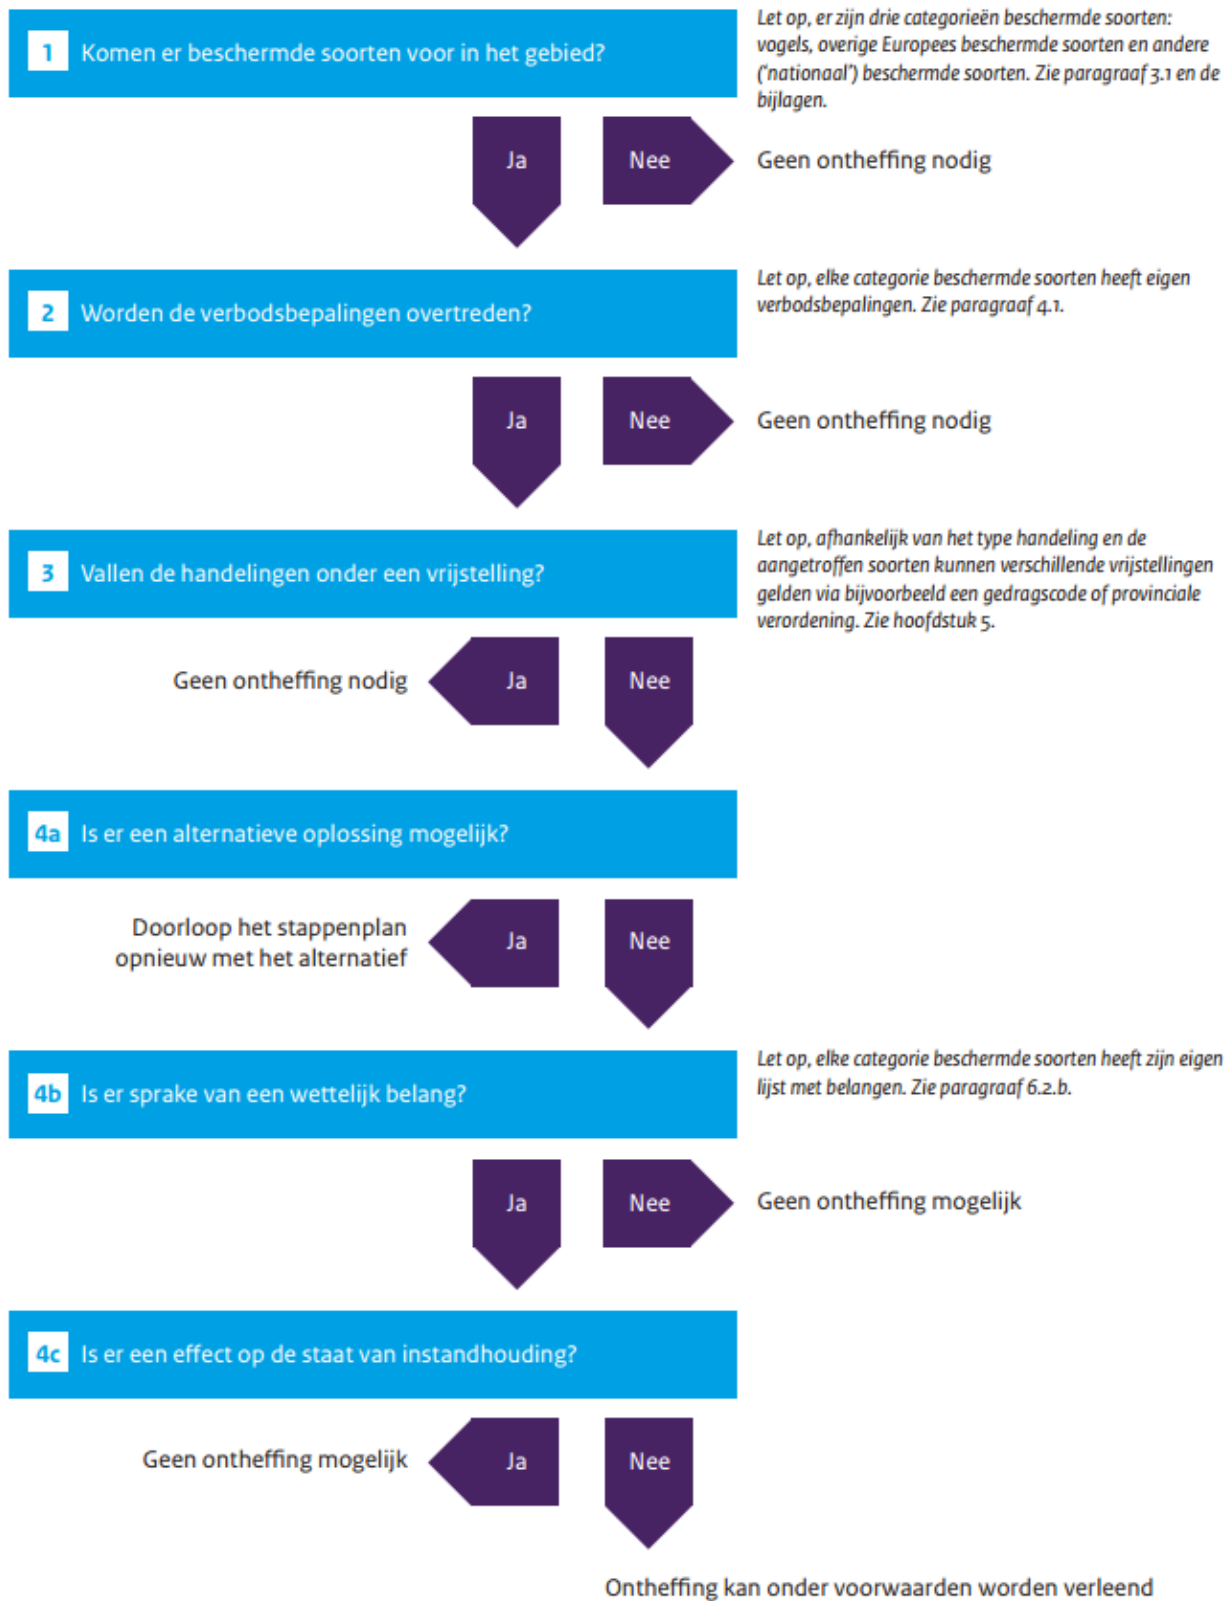 1 Komen er beschermde soorten voor in het gebied?
Let op, er zijn drie categorieën beschermde soorten:
vogels, overige Europees beschermde soorten en andere
(‘nationaal’) beschermde soorten. Zie paragraaf 3.1 en de
bijlagen.
Ja
Nee
Geen ontheffing nodig
2 Worden de verbodsbepalingen overtreden?
Let op, elke categorie beschermde soorten heeft eigen
verbodsbepalingen. Zie paragraaf 4.1.
Ja
Nee
Geen ontheffing nodig
3 Vallen de handelingen onder een vrijstelling?
Let op, afhankelijk van het type handeling en de
aangetroffen soorten kunnen verschillende vrijstellingen
gelden via bijvoorbeeld een gedragscode of provinciale
verordening. Zie hoofdstuk 5.
Geen ontheffing nodig
Ja
Nee
4a Is er een alternatieve oplossing mogelijk?
Doorloop het stappenplan
opnieuw met het alternatief
Ja
Nee
4b Is er sprake van een wettelijk belang?
Let op, elke categorie beschermde soorten heeft zijn eigen
lijst met belangen. Zie paragraaf 6.2.b.
Ja
Nee
Geen ontheffing mogelijk
4c Is er een effect op de staat van instandhouding?
Geen ontheffing mogelijk
Ja
Nee
Ontheffing kan onder voorwaarden worden verleend